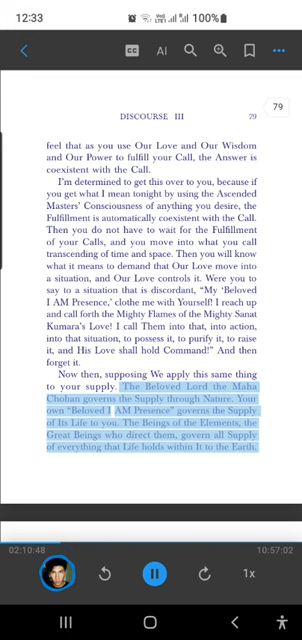 12:33
100%
CC
AI
79
DISCOURSE III 79
feel that as you use Our Love and Our Wisdom
and Our Power to fulfill your Call, the Answer is
coexistent with the Call.
I'm determined to get this over to you, because if
you get what I mean tonight by using the Ascended
Masters' Consciousness of anything you desire, the
Fulfillment is automatically coexistent with the Call.
Then you do not have to wait for the Fulfillment
of your Calls, and you move into what you call
transcending of time and space. Then you will know
what it means to demand that Our Love move into
a situation, and Our Love controls it. Were you to
say to a situation that is discordant, “My ‘Beloved
I AM Presence,’ clothe me with Yourself! I reach up
and call forth the Mighty Flames of the Mighty Sanat
Kumara's Love! I call Them into that, into action,
into that situation, to possess it, to purify it, to raise
it, and His Love shall hold Command!” And then
forget it.
Now then, supposing We apply this same thing
to your supply. The Beloved Lord the Maha
Chohan governs the Supply through Nature. Your
own “Beloved I AM Presence” governs the Supply
of Its Life to you. The Beings of the Elements, the
Great Beings who direct them, govern all Supply
of everything that Life holds within It to the Earth.
02:10:48
10:57:02
1x